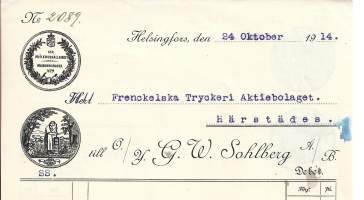 No 2089.
Helsingfors, den 24 Oktober 1914.
Herr Frenckelska Tryckeri Aktiebolaget.
Härstädes.
till O./Y. G. W. Sohlberg A./B.
Debet.
SS.